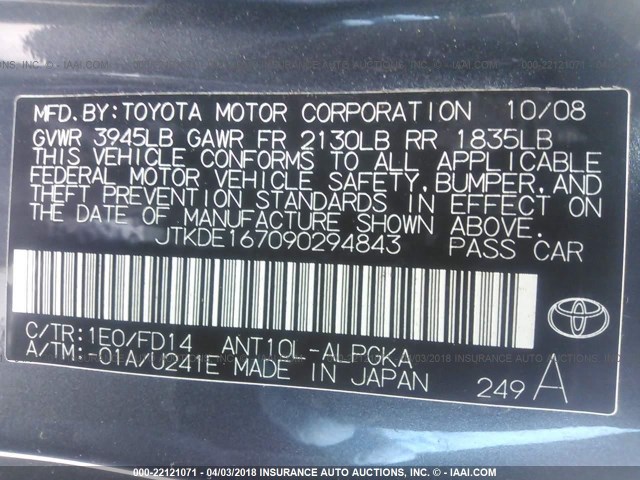 MFD.BY:TOYOTA MOTOR CORPORATION 10/08
GVWR 3945LB GAWR FR 2130LB RR 1835LB
THIS VEHICLE CONFORMS TO ALL APPLICABLE
FEDERAL MOTOR VEHICLE SAFETY, BUMPER, AND
THEFT PREVENTION STANDARDS IN EFFECT ON
THE DATE OF MANUFACTURE SHOWN ABOVE.
JTKDE167090294843 PASS CAR
C/TR:1E0/FD14 ANT10L-ALPGKA
A/TM:-01A/U241E MADE IN JAPAN
249A
TOYOTA
000-22121071 - 04/03/2018 INSURANCE AUTO AUCTIONS, INC. - © - IAAI.COM